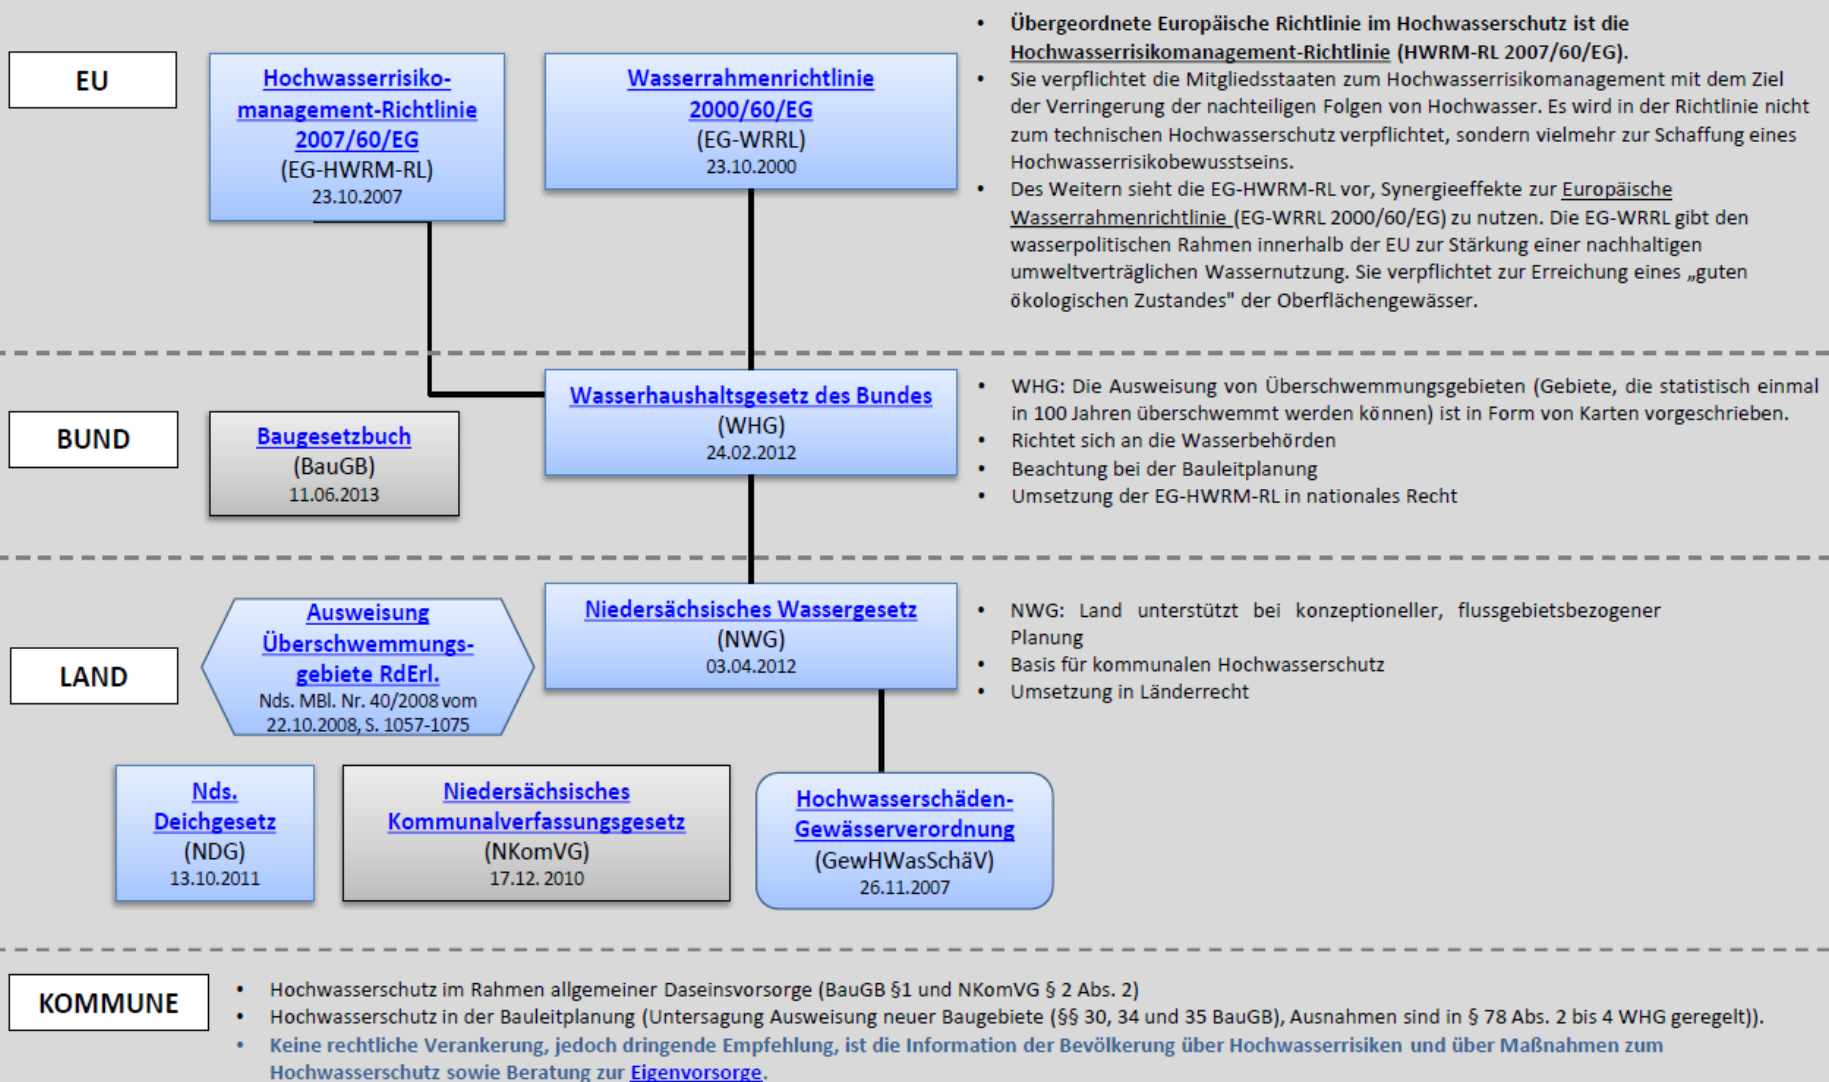 EU
Hochwasserrisiko-
management-Richtlinie
2007/60/EG
(EG-HWRM-RL)
23.10.2007
Wasserrahmenrichtlinie
2000/60/EG
(EG-WRRL)
23.10.2000
• Übergeordnete Europäische Richtlinie im Hochwasserschutz ist die
Hochwasserrisikomanagement-Richtlinie (HWRM-RL 2007/60/EG).
• Sie verpflichtet die Mitgliedsstaaten zum Hochwasserrisikomanagement mit dem Ziel
der Verringerung der nachteiligen Folgen von Hochwasser. Es wird in der Richtlinie nicht
zum technischen Hochwasserschutz verpflichtet, sondern vielmehr zur Schaffung eines
Hochwasserrisikobewusstseins.
• Des Weitern sieht die EG-HWRM-RL vor, Synergieeffekte zur Europäische
Wasserrahmenrichtlinie (EG-WRRL 2000/60/EG) zu nutzen. Die EG-WRRL gibt den
wasserpolitischen Rahmen innerhalb der EU zur Stärkung einer nachhaltigen
umweltverträglichen Wassernutzung. Sie verpflichtet zur Erreichung eines „guten
ökologischen Zustandes" der Oberflächengewässer.
BUND
Baugesetzbuch
(BauGB)
11.06.2013
Wasserhaushaltsgesetz des Bundes
(WHG)
24.02.2012
• WHG: Die Ausweisung von Überschwemmungsgebieten (Gebiete, die statistisch einmal
in 100 Jahren überschwemmt werden können) ist in Form von Karten vorgeschrieben.
• Richtet sich an die Wasserbehörden
• Beachtung bei der Bauleitplanung
• Umsetzung der EG-HWRM-RL in nationales Recht
LAND
Ausweisung
Überschwemmungs-
gebiete RdErl.
Nds. MBl. Nr. 40/2008 vom
22.10.2008, S. 1057-1075
Niedersächsisches Wassergesetz
(NWG)
03.04.2012
• NWG: Land unterstützt bei konzeptioneller, flussgebietsbezogener
Planung
• Basis für kommunalen Hochwasserschutz
• Umsetzung in Länderrecht
Nds.
Deichgesetz
(NDG)
13.10.2011
Niedersächsisches
Kommunalverfassungsgesetz
(NKomVG)
17.12. 2010
Hochwasserschäden-
Gewässerverordnung
(GewHWasSchäV)
26.11.2007
KOMMUNE
• Hochwasserschutz im Rahmen allgemeiner Daseinsvorsorge (BauGB §1 und NKomVG § 2 Abs. 2)
• Hochwasserschutz in der Bauleitplanung (Untersagung Ausweisung neuer Baugebiete (§§ 30, 34 und 35 BauGB), Ausnahmen sind in § 78 Abs. 2 bis 4 WHG geregelt)).
• Keine rechtliche Verankerung, jedoch dringende Empfehlung, ist die Information der Bevölkerung über Hochwasserrisiken und über Maßnahmen zum
Hochwasserschutz sowie Beratung zur Eigenvorsorge.